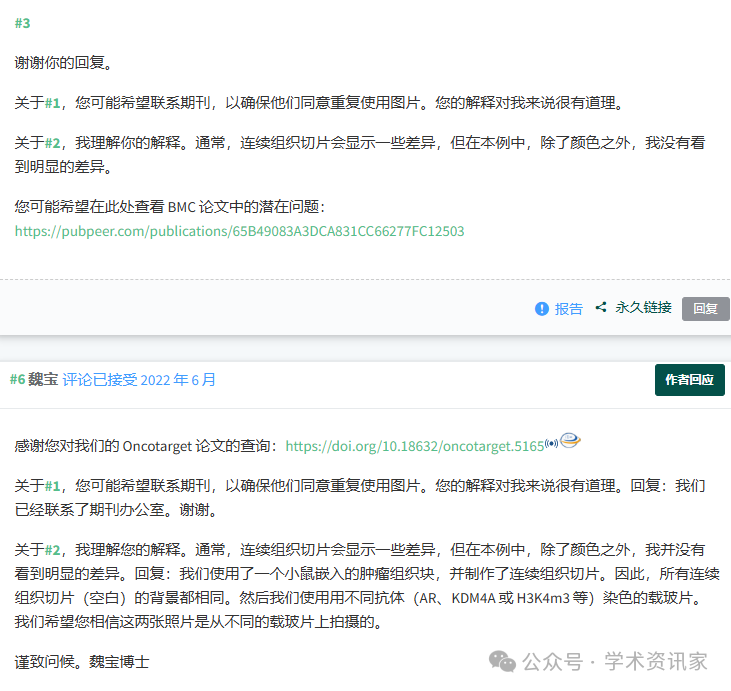 #3
谢谢你的回复。
关于#1，您可能希望联系期刊，以确保他们同意重复使用图片。您的解释对我来说很有道理。
关于#2，我理解你的解释。通常，连续组织切片会显示一些差异，但在本例中，除了颜色之外，我没有看
到明显的差异。
您可能希望在此处查看 BMC 论文中的潜在问题：
https://pubpeer.com/publications/65B49083A3DCA831CC66277FC12503
报告 永久链接 回复
#6 魏宝 评论已接受 2022 年 6 月
作者回应
感谢您对我们的 Oncotarget 论文的查询：https://doi.org/10.18632/oncotarget.5165
关于#1，您可能希望联系期刊，以确保他们同意重复使用图片。您的解释对我来说很有道理。回复：我们
已经联系了期刊办公室。谢谢。
关于#2，我理解您的解释。通常，连续组织切片会显示一些差异，但在本例中，除了颜色之外，我并没有
看到明显的差异。回复：我们使用了一个小鼠嵌入的肿瘤组织块，并制作了连续组织切片。因此，所有连续
组织切片（空白）的背景都相同。然后我们使用用不同抗体（AR、KDM4A 或 H3K4m3 等）染色的载玻片。
我们希望您相信这两张照片是从不同的载玻片上拍摄的。
谨致问候。魏宝博士
公众号 · 学术资讯家